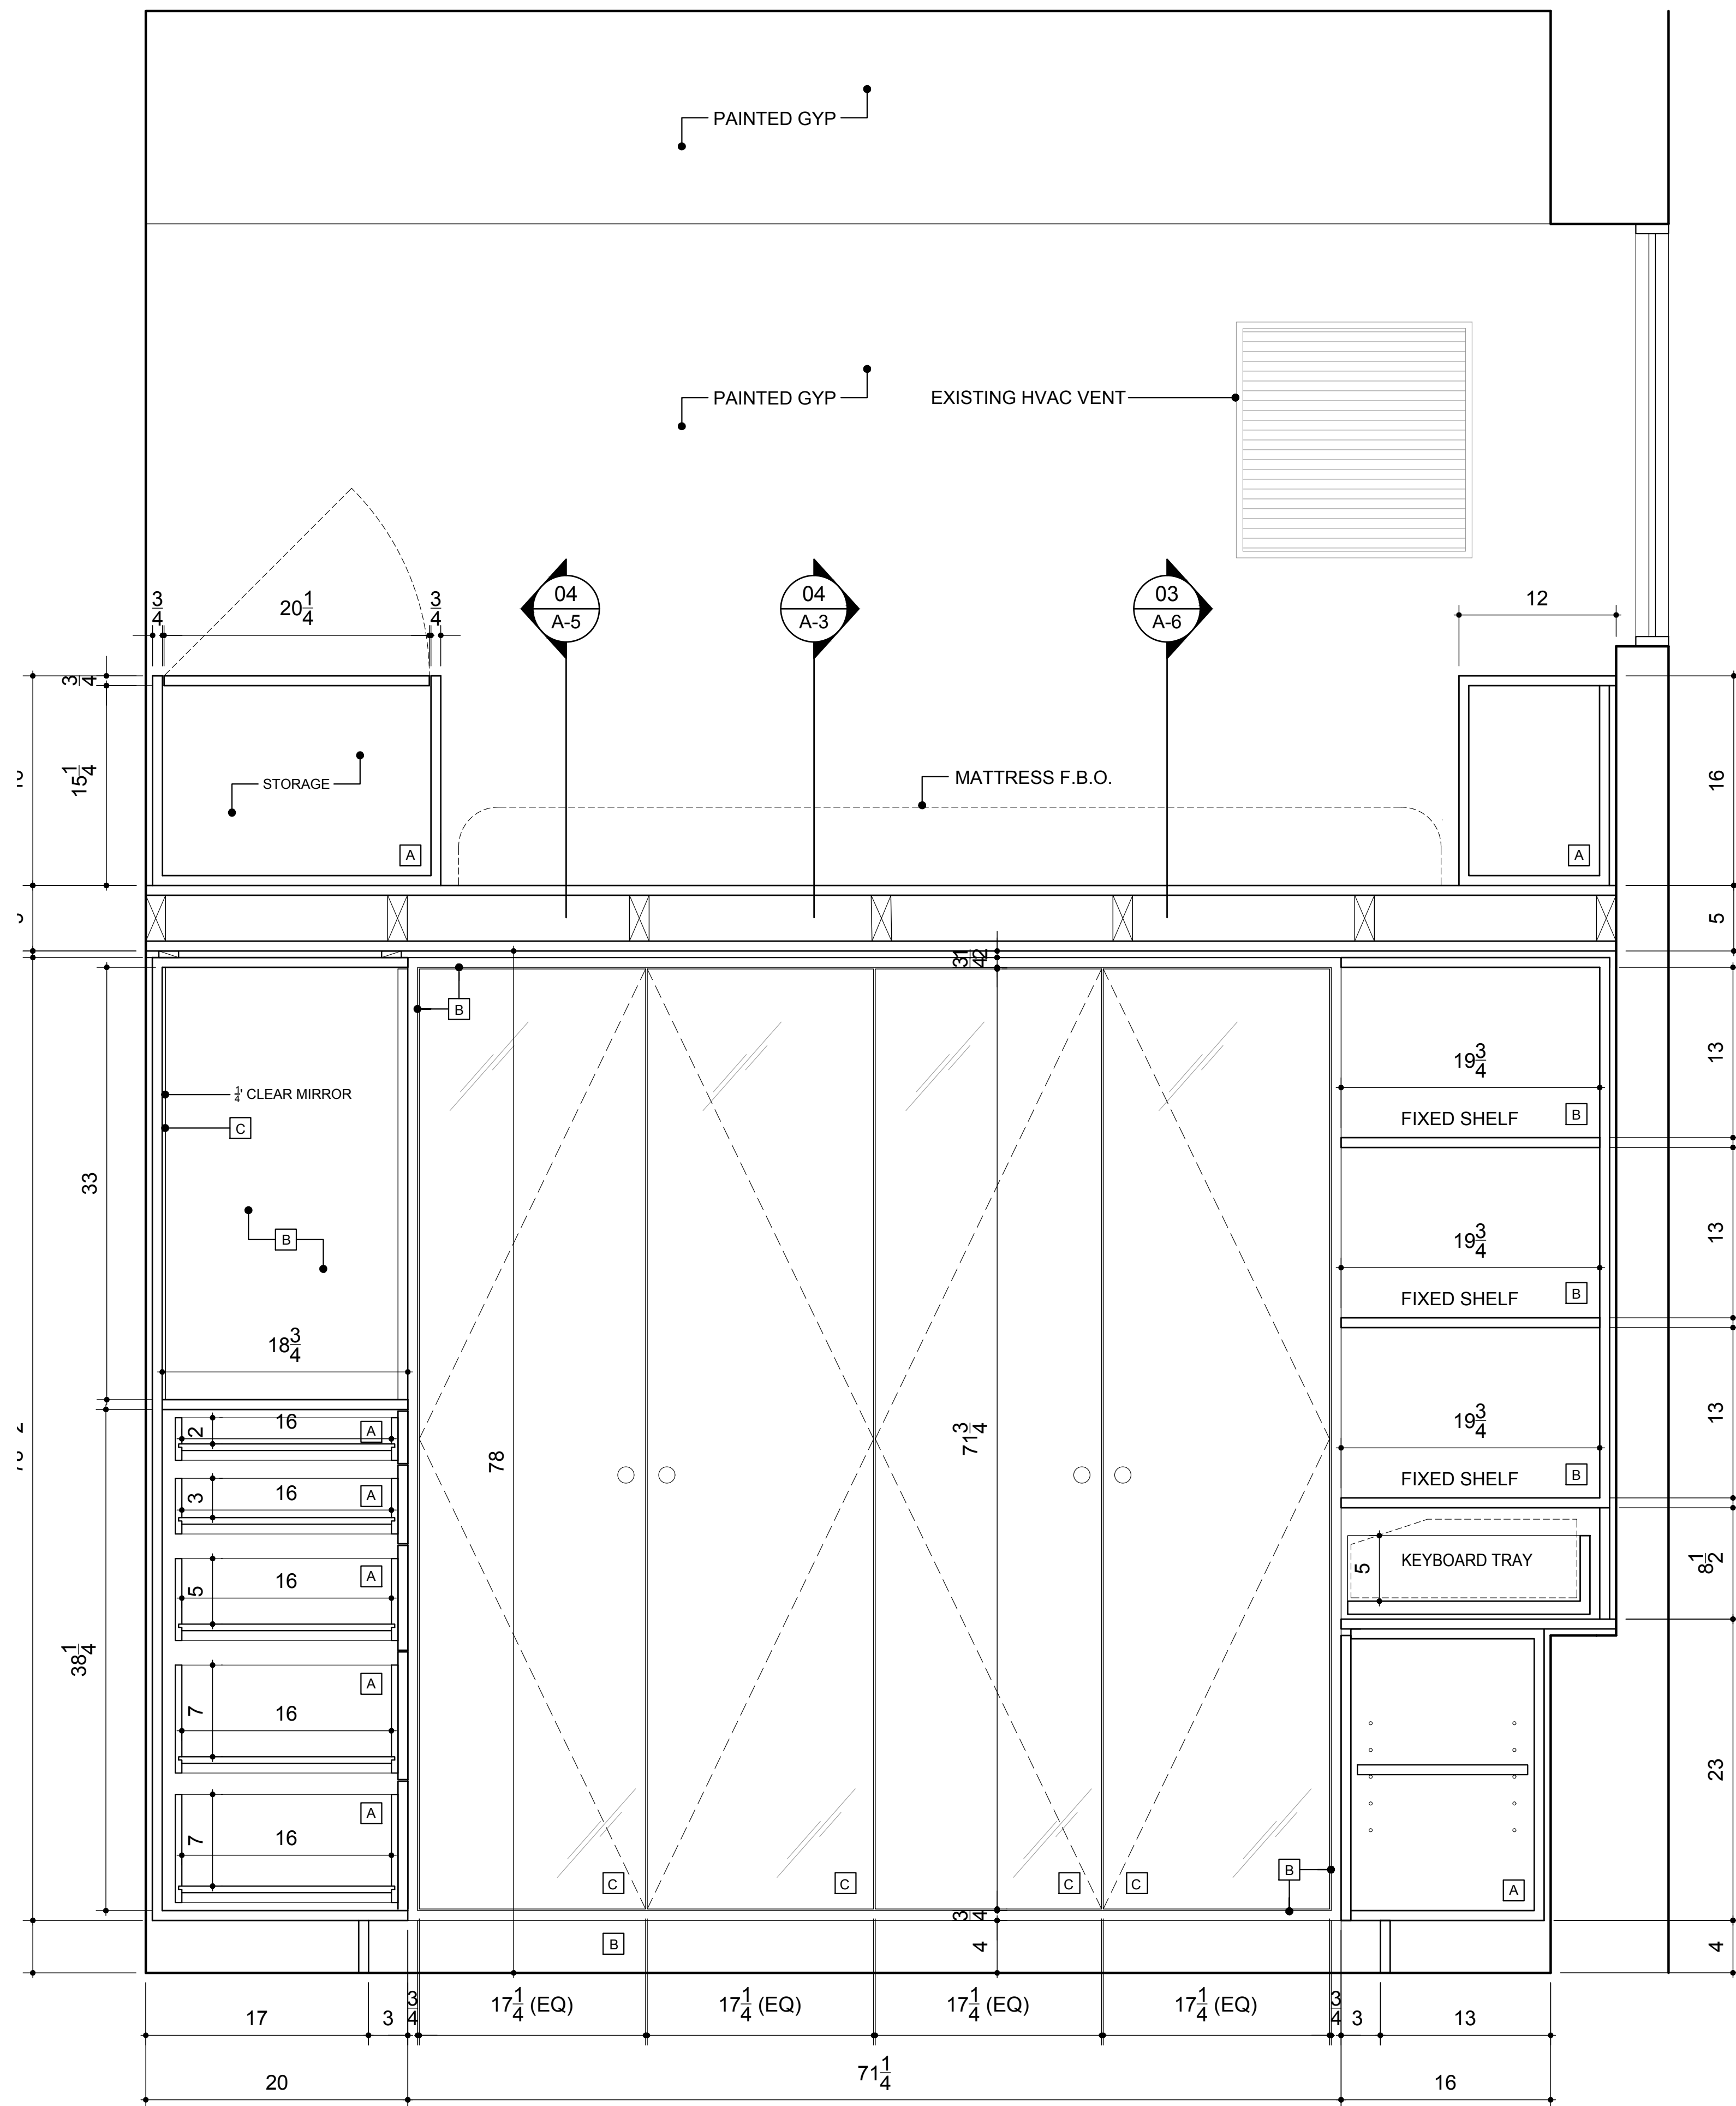 PAINTED GYP
PAINTED GYP
EXISTING HVAC VENT
04
A-5
04
A-3
03
A-6
3/4
20 1/4
3/4
12
3/4
15 1/4
STORAGE
A
MATTRESS F.B.O.
A
16
5
B
13
19 3/4
FIXED SHELF
B
1/4" CLEAR MIRROR
C
33
B
13
19 3/4
FIXED SHELF
B
18 3/4
13
19 3/4
FIXED SHELF
B
78
71 3/4
2
16
A
3
16
A
5
16
A
7
16
A
7
16
A
38 1/4
5
KEYBOARD TRAY
8 1/2
23
A
C
C
C
C
B
3/4
B
4
4
17
3
3/4
17 1/4 (EQ)
17 1/4 (EQ)
17 1/4 (EQ)
17 1/4 (EQ)
3/4
3
13
20
71 1/4
16